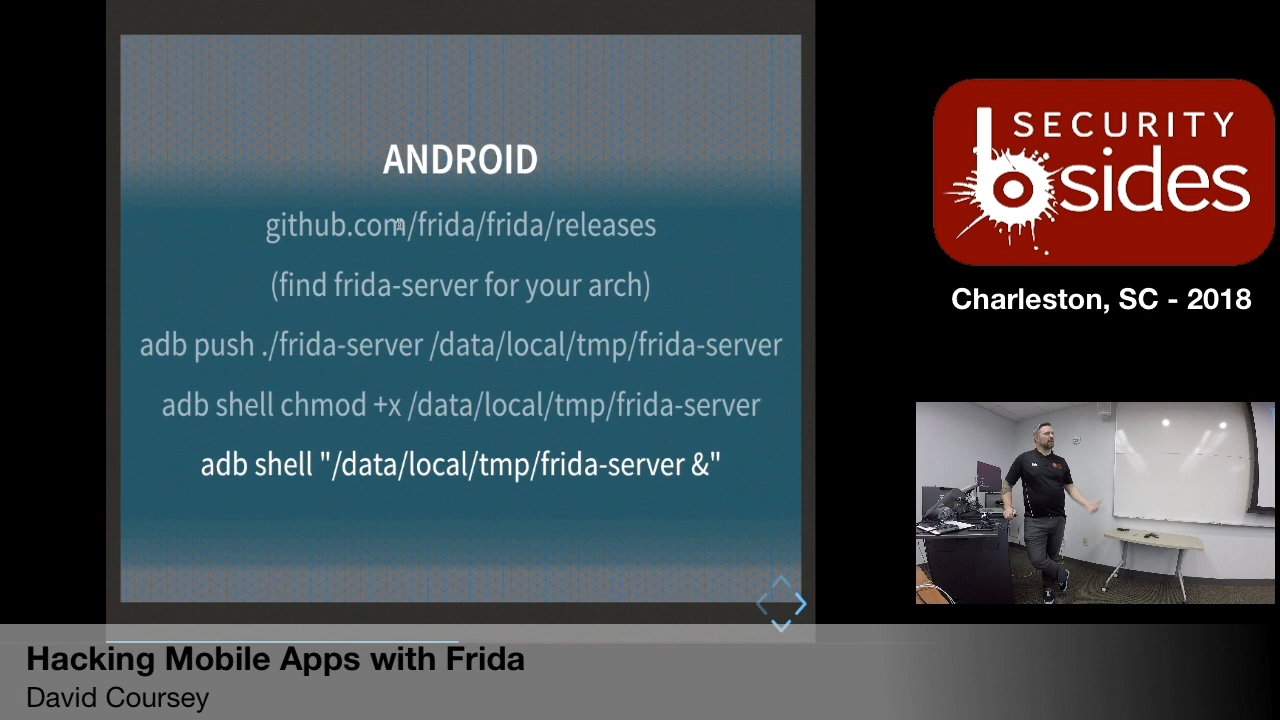 ANDROID
github.com/frida/frida/releases
(find frida-server for your arch)
adb push ./frida-server /data/local/tmp/frida-server
adb shell chmod +x /data/local/tmp/frida-server
adb shell "/data/local/tmp/frida-server &"
SECURITY
bsides
Charleston, SC - 2018
Hacking Mobile Apps with Frida
David Coursey